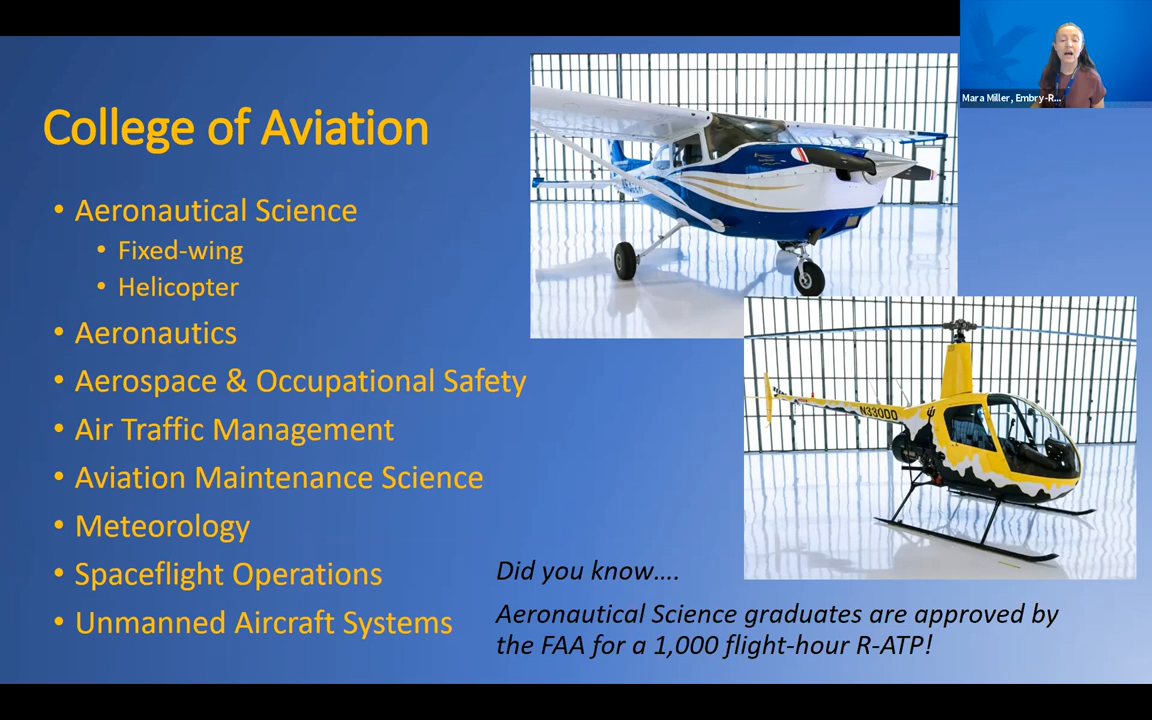 Mara Miller, Embry-R...
College of Aviation
• Aeronautical Science
• Fixed-wing
• Helicopter
• Aeronautics
• Aerospace & Occupational Safety
• Air Traffic Management
• Aviation Maintenance Science
• Meteorology
• Spaceflight Operations
• Unmanned Aircraft Systems
N330DD
Did you know....
Aeronautical Science graduates are approved by
the FAA for a 1,000 flight-hour R-ATP!